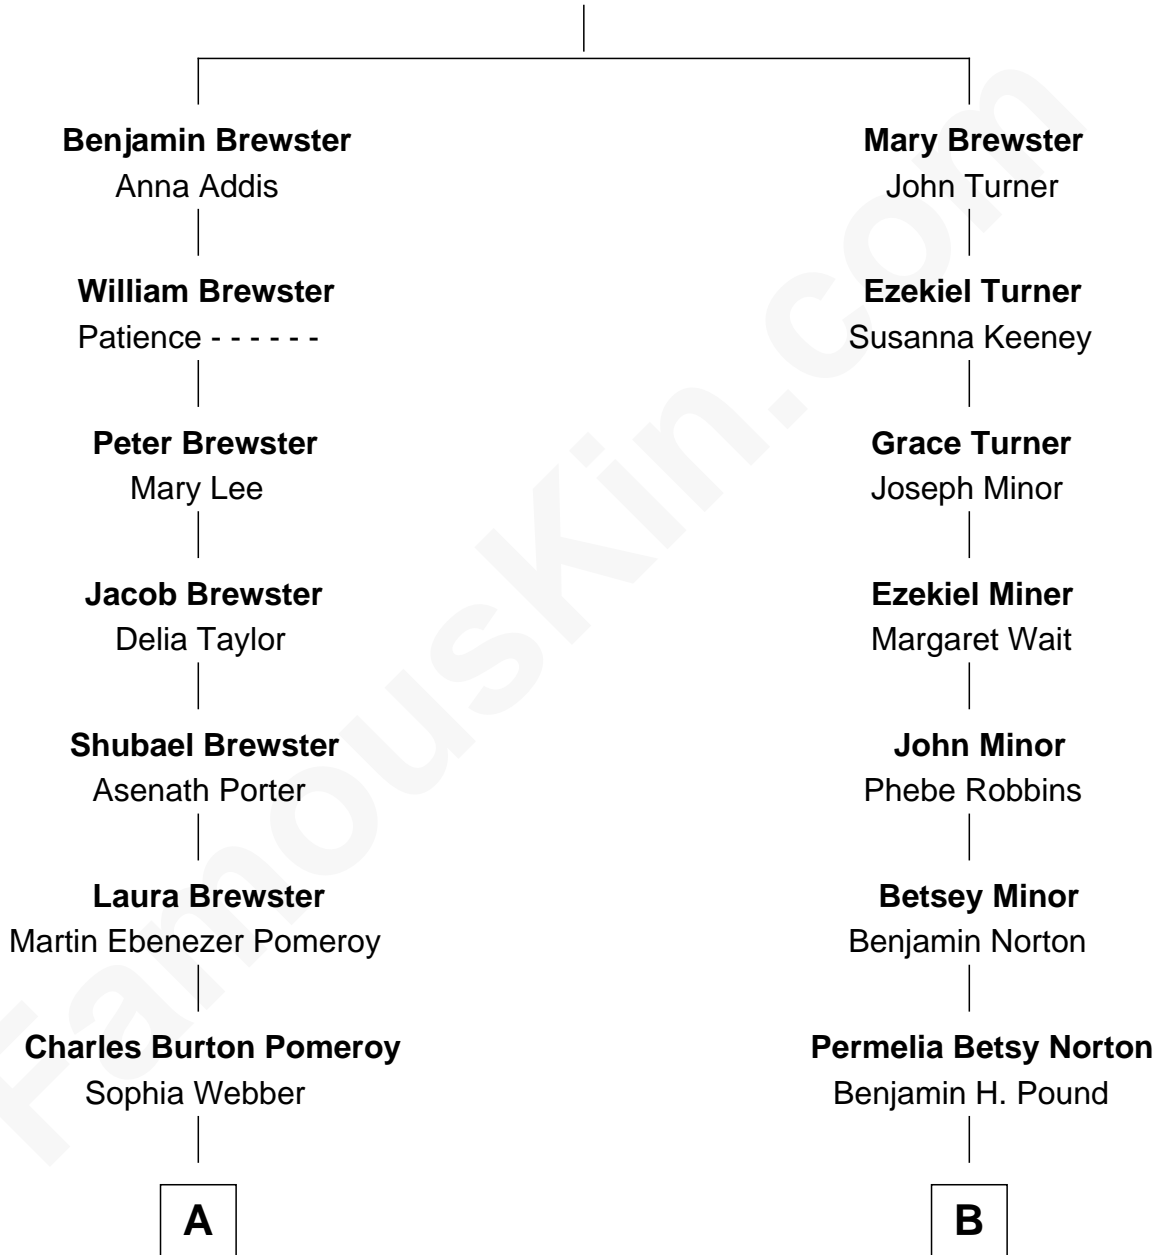 Benjamin Brewster
Anna Addis
William Brewster
Patience - - - - - -
Peter Brewster
Mary Lee
Jacob Brewster
Delia Taylor
Shubael Brewster
Asenath Porter
Laura Brewster
Martin Ebenezer Pomeroy
Charles Burton Pomeroy
Sophia Webber
A
Mary Brewster
John Turner
Ezekiel Turner
Susanna Keeney
Grace Turner
Joseph Minor
Ezekiel Miner
Margaret Wait
John Minor
Phebe Robbins
Betsey Minor
Benjamin Norton
Permelia Betsy Norton
Benjamin H. Pound
B
FamousKin.com